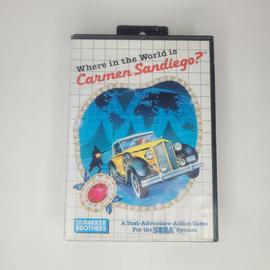 Where in the World is
Carmen Sandiego?
PARKER
BROTHERS
A Text-Adventure-Action Game
For the SEGA System